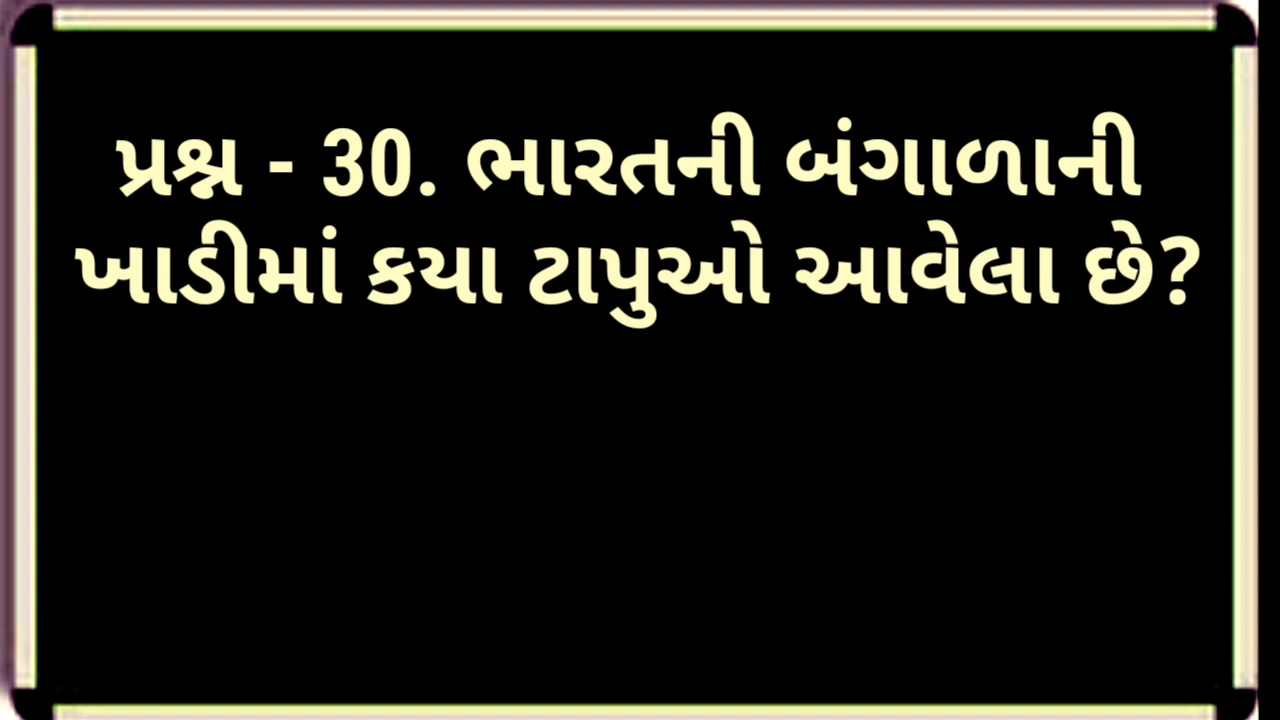 પ્રશ્ન - 30. ભારતની બંગાળાની
ખાડીમાં કયા ટાપુઓ આવેલા છે?